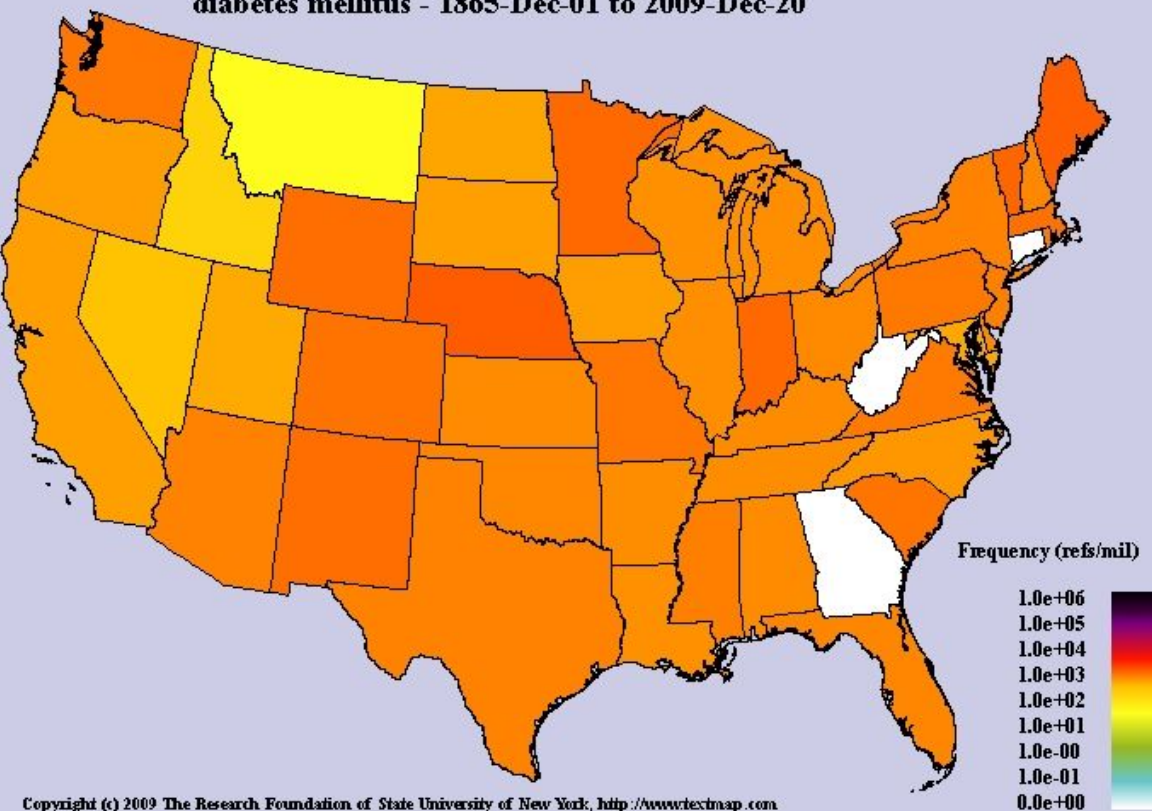 diabetes mellitus - 1865-Dec-01 to 2009-Dec-20
Frequency (refs/mil)
1.0e+06
1.0e+05
1.0e+04
1.0e+03
1.0e+02
1.0e+01
1.0e-00
1.0e-01
0.0e+00
Copyright (c) 2009 The Research Foundation of State University of New York, http://www.textmap.com